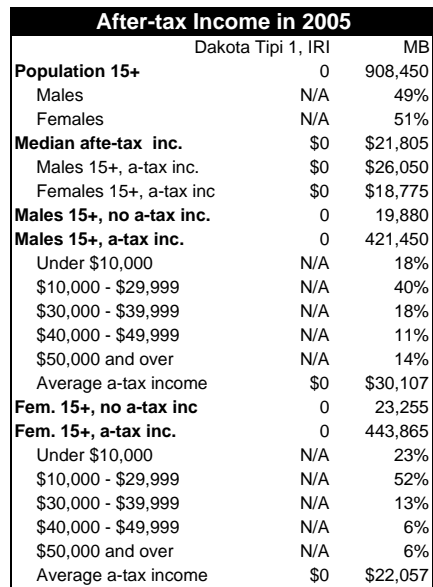 After-tax Income in 2005
Dakota Tipi 1, IRI MB
Population 15+ 0 908,450
Males N/A 49%
Females N/A 51%
Median afte-tax inc. $0 $21,805
Males 15+, a-tax inc. $0 $26,050
Females 15+, a-tax inc $0 $18,775
Males 15+, no a-tax inc. 0 19,880
Males 15+, a-tax inc. 0 421,450
Under $10,000 N/A 18%
$10,000 - $29,999 N/A 40%
$30,000 - $39,999 N/A 18%
$40,000 - $49,999 N/A 11%
$50,000 and over N/A 14%
Average a-tax income $0 $30,107
Fem. 15+, no a-tax inc 0 23,255
Fem. 15+, a-tax inc. 0 443,865
Under $10,000 N/A 23%
$10,000 - $29,999 N/A 52%
$30,000 - $39,999 N/A 13%
$40,000 - $49,999 N/A 6%
$50,000 and over N/A 6%
Average a-tax income $0 $22,057